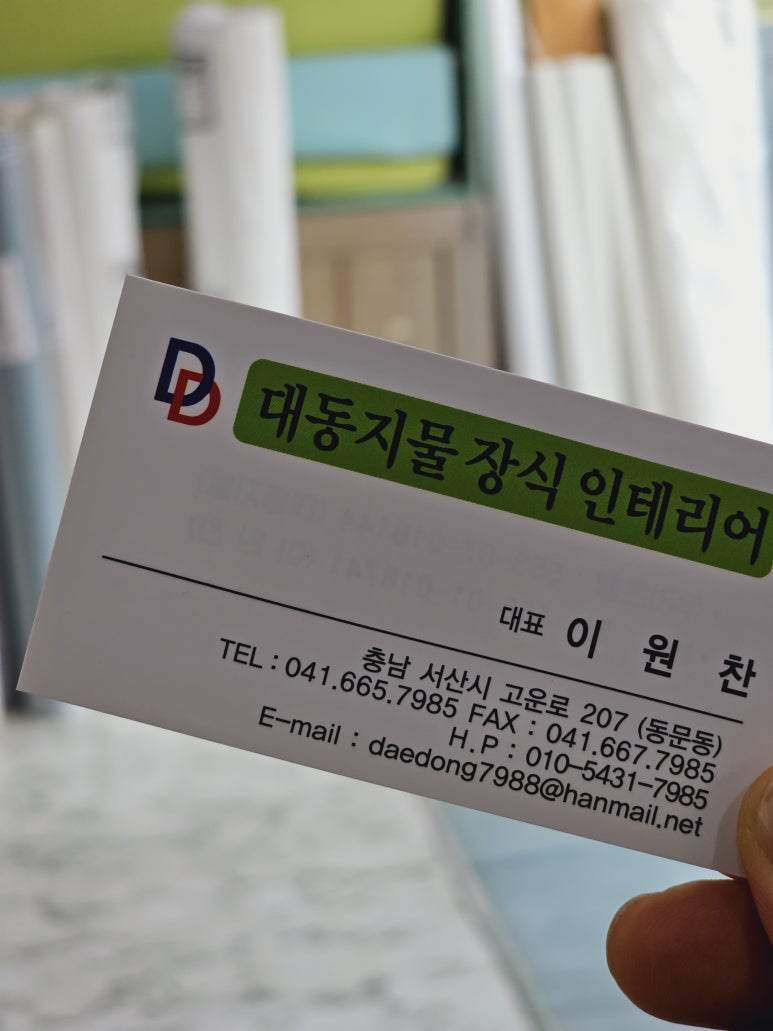 DD
대동지물 장식 인테리어
대표 이 원 찬
충남 서산시 고운로 207 (동문동)
TEL : 041.665.7985 FAX : 041.667.7985
H.P : 010-5431-7985
E-mail : daedong7988@hanmail.net